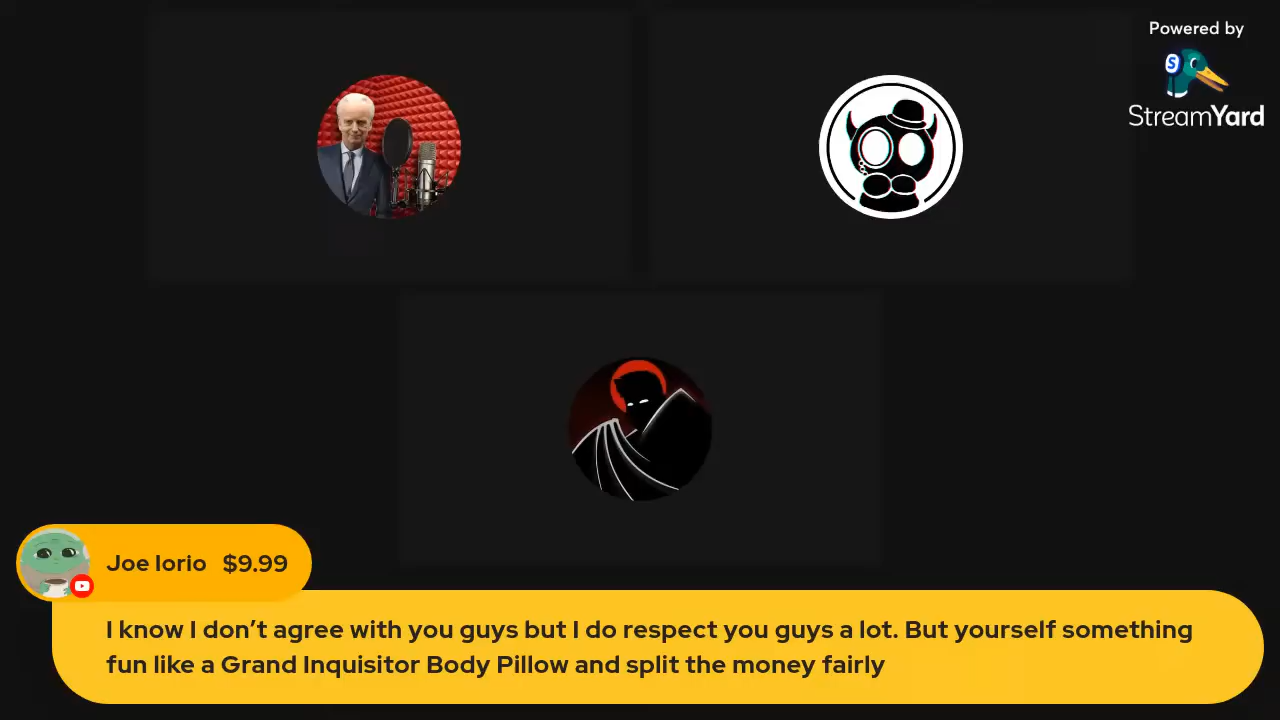 Powered by
S
StreamYard
Joe Iorio $9.99
I know I don't agree with you guys but I do respect you guys a lot. But yourself something
fun like a Grand Inquisitor Body Pillow and split the money fairly